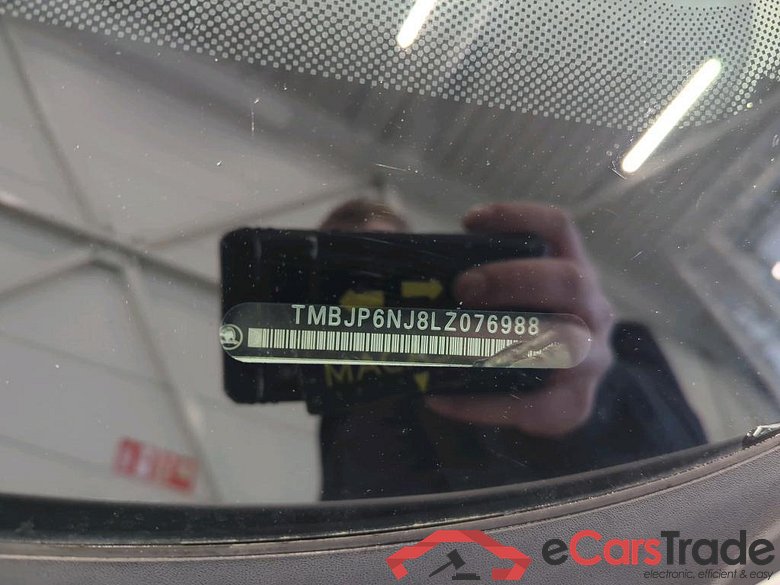 TMBJP6NJ8LZ076988
eCarsTrade
electronic, efficient & easy